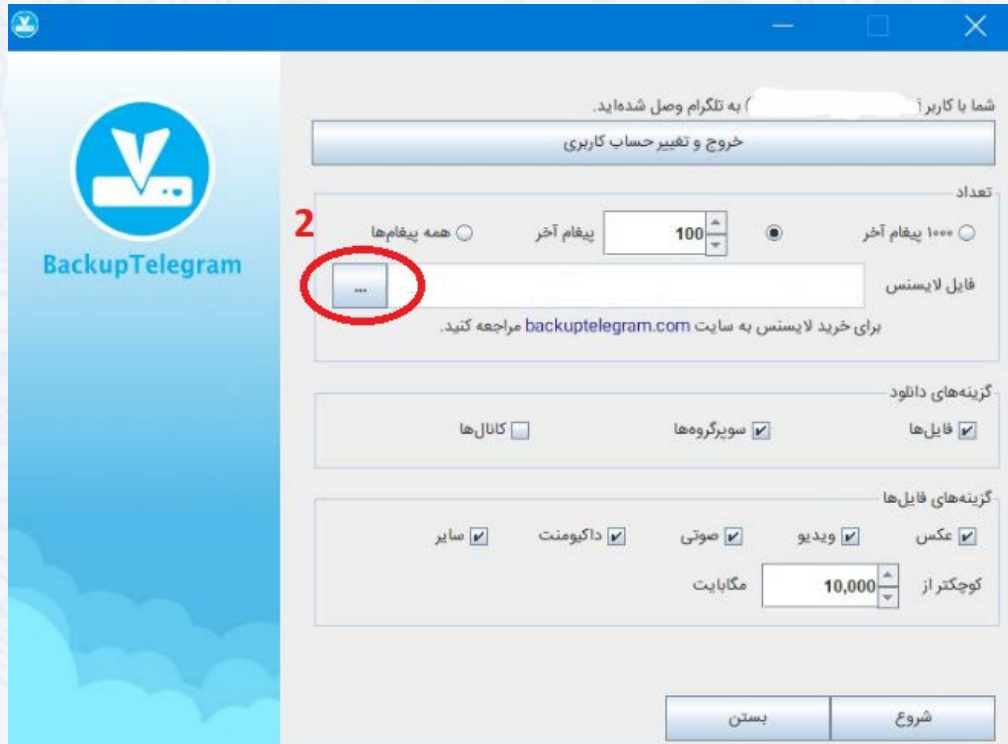 شما با کاربر ) به تلگرام وصل شده‌اید.
خروج و تغییر حساب کاربری
تعداد
۱۰۰۰ پیغام آخر 100 پیغام آخر همه پیغام‌ها
2
فایل لایسنس ...
برای خرید لایسنس به سایت backuptelegram.com مراجعه کنید.
BackupTelegram
گزینه‌های دانلود
فایل‌ها سوپرگروه‌ها کانال‌ها
گزینه‌های فایل‌ها
عکس ویدیو صوتی داکیومنت سایر
کوچکتر از 10,000 مگابایت
شروع بستن